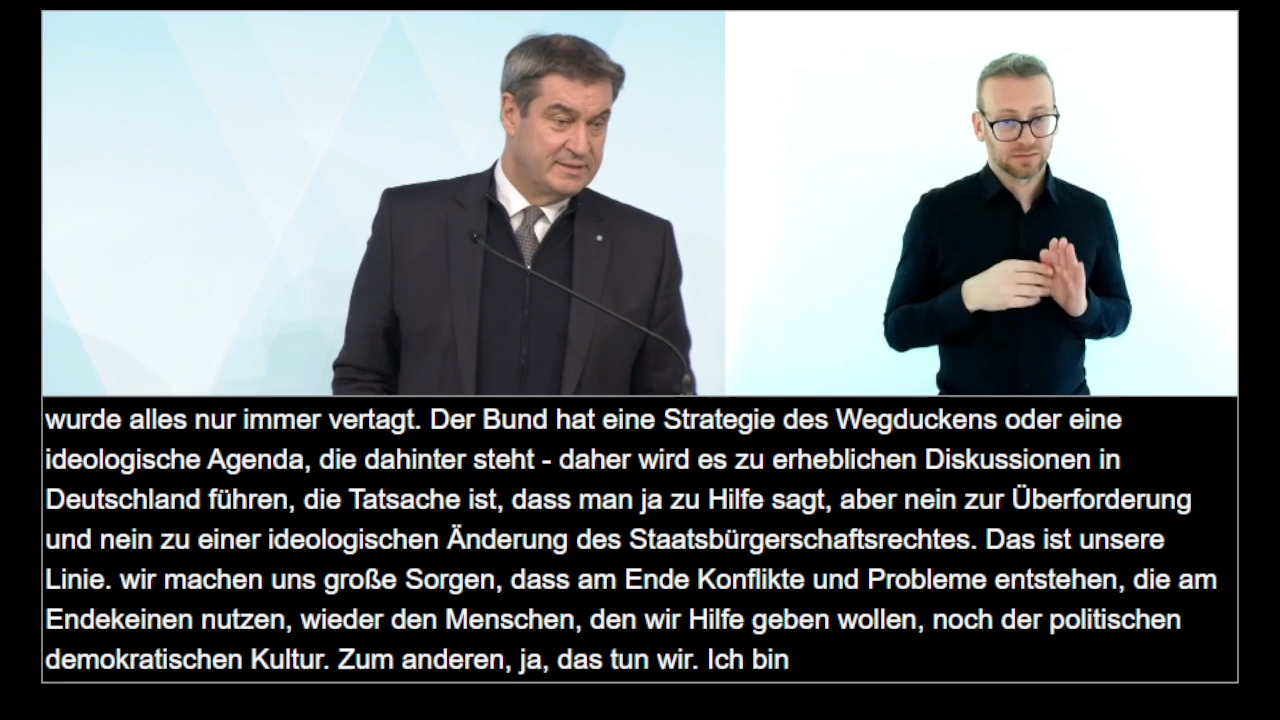 wurde alles nur immer vertagt. Der Bund hat eine Strategie des Wegduckens oder eine
ideologische Agenda, die dahinter steht - daher wird es zu erheblichen Diskussionen in
Deutschland führen, die Tatsache ist, dass man ja zu Hilfe sagt, aber nein zur Überforderung
und nein zu einer ideologischen Änderung des Staatsbürgerschaftsrechtes. Das ist unsere
Linie. wir machen uns große Sorgen, dass am Ende Konflikte und Probleme entstehen, die am
Endekeinen nutzen, wieder den Menschen, den wir Hilfe geben wollen, noch der politischen
demokratischen Kultur. Zum anderen, ja, das tun wir. Ich bin